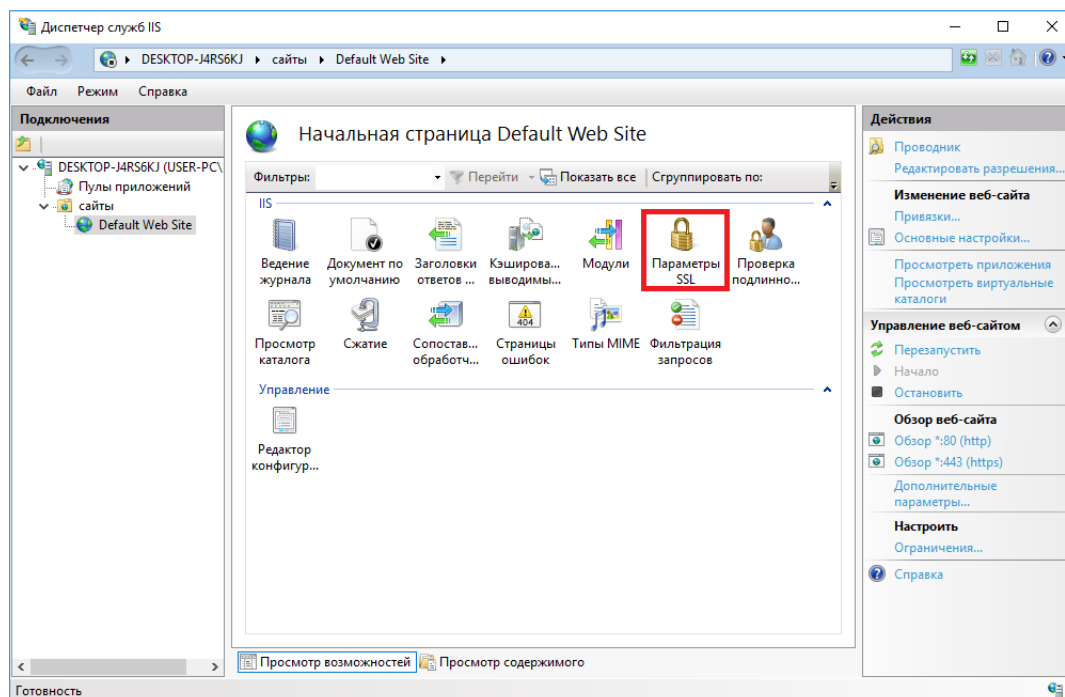 Диспетчер служб IIS
DESKTOP-J4RS6KJ сайты Default Web Site
Файл Режим Справка
Подключения
DESKTOP-J4RS6KJ (USER-PC\
Пулы приложений
сайты
Default Web Site
Начальная страница Default Web Site
Фильтры: Перейти Показать все Сгруппировать по:
IIS
Ведение журнала
Документ по умолчанию
Заголовки ответов ...
Кэширова... выводимы...
Модули
Параметры SSL
Проверка подлинно...
Просмотр каталога
Сжатие
Сопостав... обработч...
404
Страницы ошибок
Типы MIME
Фильтрация запросов
Управление
Редактор конфигур...
Просмотр возможностей Просмотр содержимого
Действия
Проводник
Редактировать разрешения...
Изменение веб-сайта
Привязки...
Основные настройки...
Просмотреть приложения
Просмотреть виртуальные
каталоги
Управление веб-сайтом
Перезапустить
Начало
Остановить
Обзор веб-сайта
Обзор *:80 (http)
Обзор *:443 (https)
Дополнительные
параметры...
Настроить
Ограничения...
Справка
Готовность